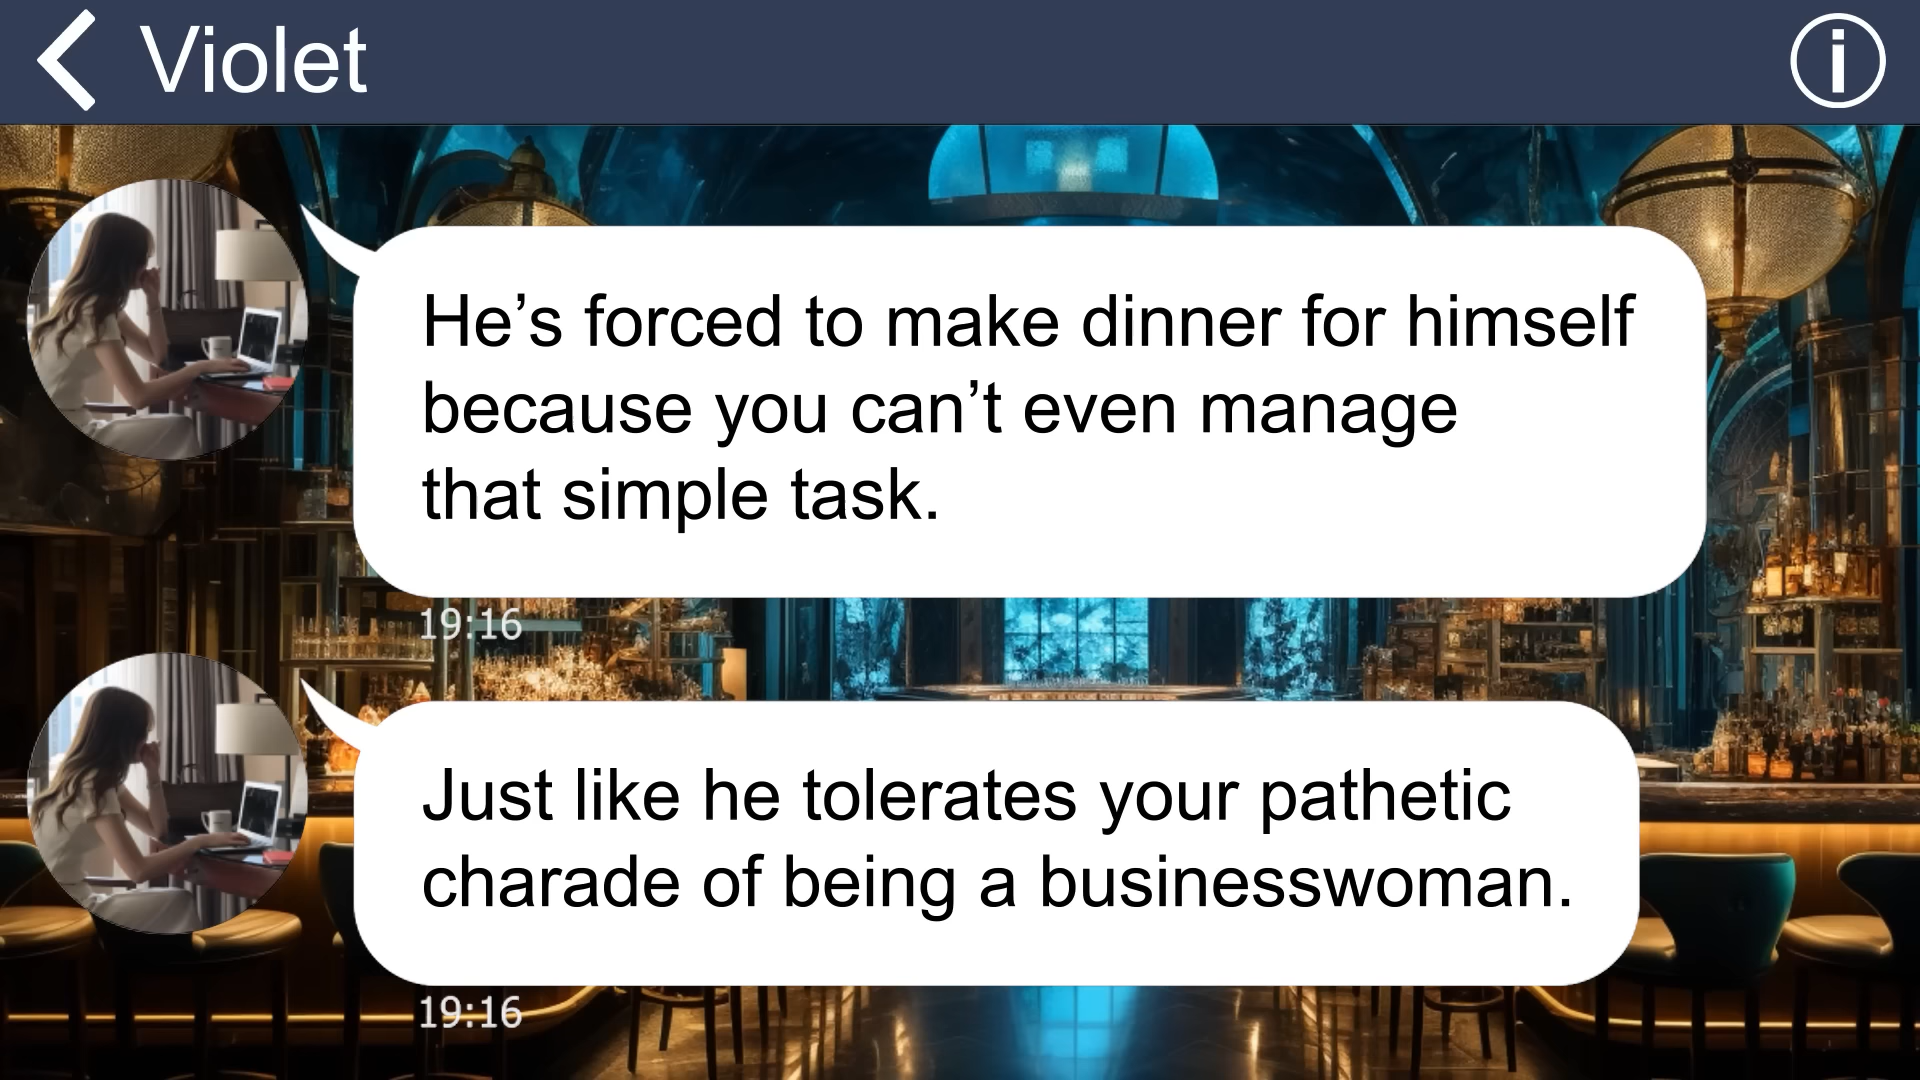 Violet
He’s forced to make dinner for himself
because you can’t even manage
that simple task.
19:16
Just like he tolerates your pathetic
charade of being a businesswoman.
19:16